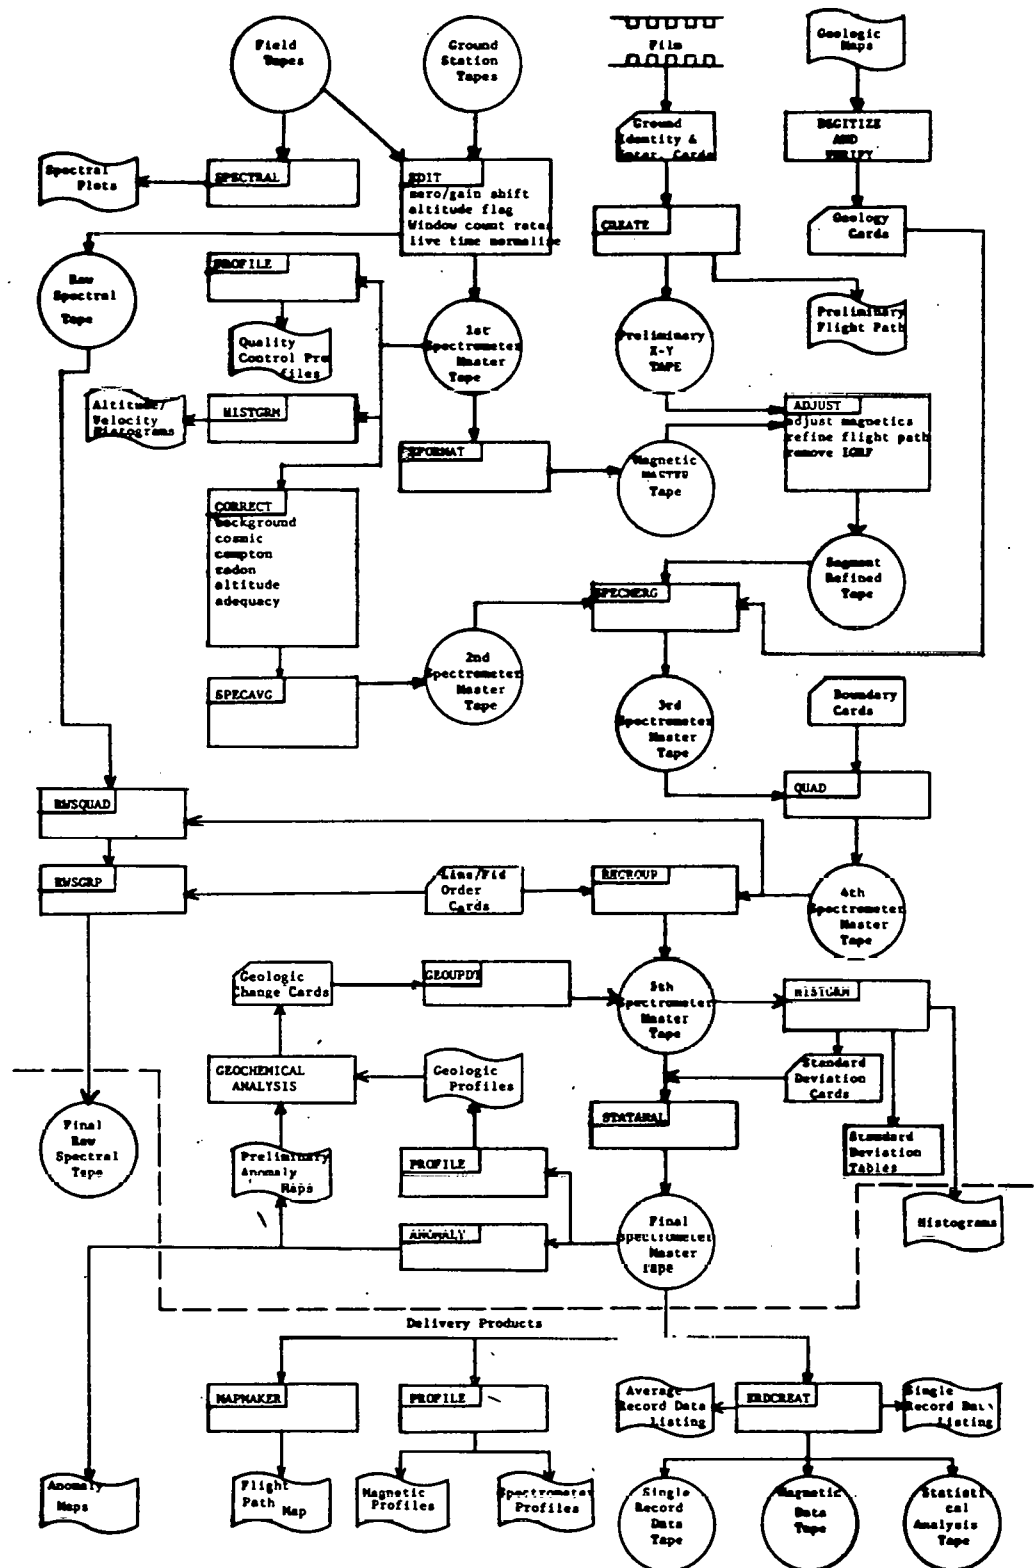 Field
Tapes
Ground
Station
Tapes
Film
Geologic
Maps
Ground
Identity &
Cards
DIGITIZE
AND
VERIFY
Spectral
Plots
SPECTRAL
EDIT
zero/gain shift
altitude flag
Window count rates
live time normalize
CREATE
Geology
Cards
Raw
Spectral
Tape
PROFILE
Quality
Control Pro
files
1st
Spectrometer
Master
Tape
Preliminary
X-Y
TAPE
Preliminary
Flight Path
Altitude/
Velocity
Histograms
HISTGRM
ADJUST
adjust magnetics
refine flight path
remove IGRF
Magnetic
MASTER
Tape
CORRECT
background
cosmic
compton
radon
altitude
adequacy
Segment
Refined
Tape
SPECMERG
2nd
Spectrometer
Master
Tape
SPECAVG
3rd
Spectrometer
Master
Tape
Boundary
Cards
QUAD
RWSQUAD
RWSGRP
Line/Fid
Order
Cards
REGROUP
4th
Spectrometer
Master
Tape
Geologic
Change Cards
GEOUPDT
5th
Spectrometer
Master
Tape
HISTGRM
GEOCHEMICAL
ANALYSIS
Geologic
Profiles
Standard
Deviation
Cards
STATANAL
Final
Raw
Spectral
Tape
Preliminary
Anomaly
Maps
PROFILE
Standard
Deviation
Tables
ANOMALY
Final
Spectrometer
Master
Tape
Histograms
Delivery Products
MAPMAKER
PROFILE
Average
Record Data
Listing
ERDCREAT
Single
Record Data
Listing
Anomaly
Maps
Flight
Path
Map
Magnetic
Profiles
Spectrometer
Profiles
Single
Record
Data
Tape
Magnetic
Data
Tape
Statisti
cal
Analysis
Tape